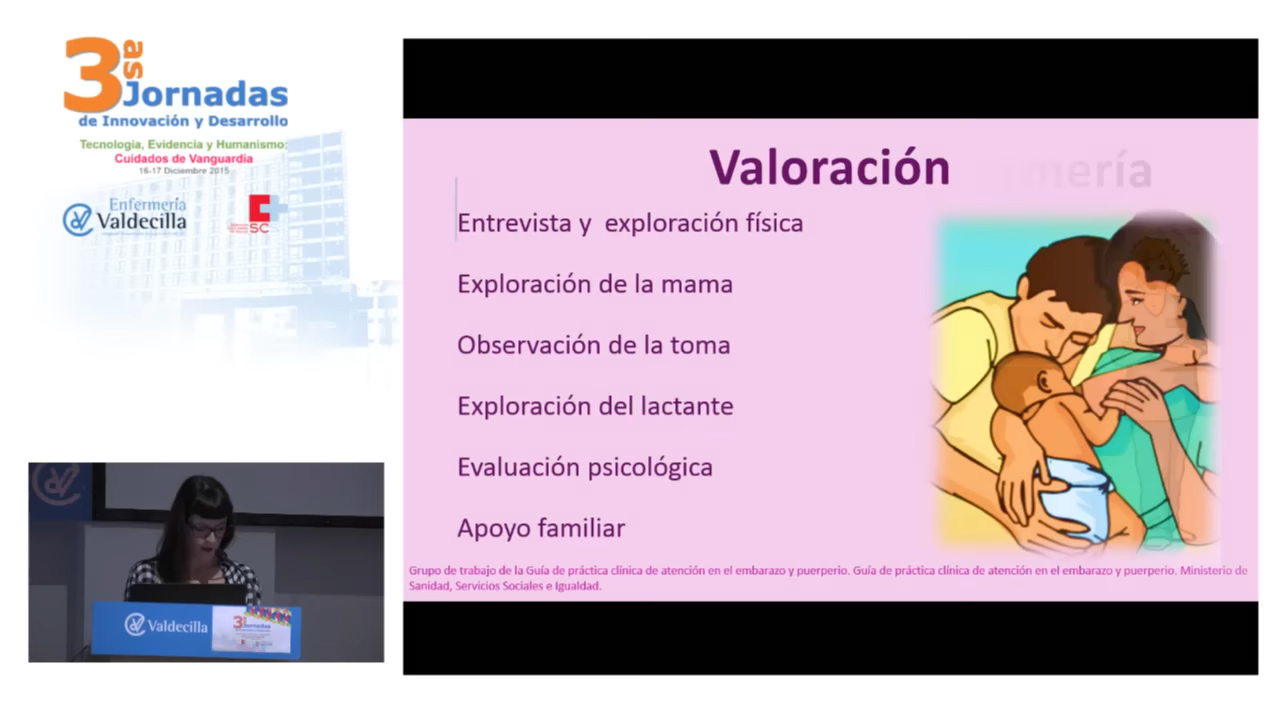 3as
Jornadas
de Innovación y Desarrollo
Tecnología, Evidencia y Humanismo:
Cuidados de Vanguardia
16-17 Diciembre 2015
Enfermería
Valdecilla
SC
Valoración
mería
Entrevista y exploración física
Exploración de la mama
Observación de la toma
Exploración del lactante
Evaluación psicológica
Apoyo familiar
Grupo de trabajo de la Guía de práctica clínica de atención en el embarazo y puerperio. Guía de práctica clínica de atención en el embarazo y puerperio. Ministerio de
Sanidad, Servicios Sociales e Igualdad.
Valdecilla
3as
Jornadas